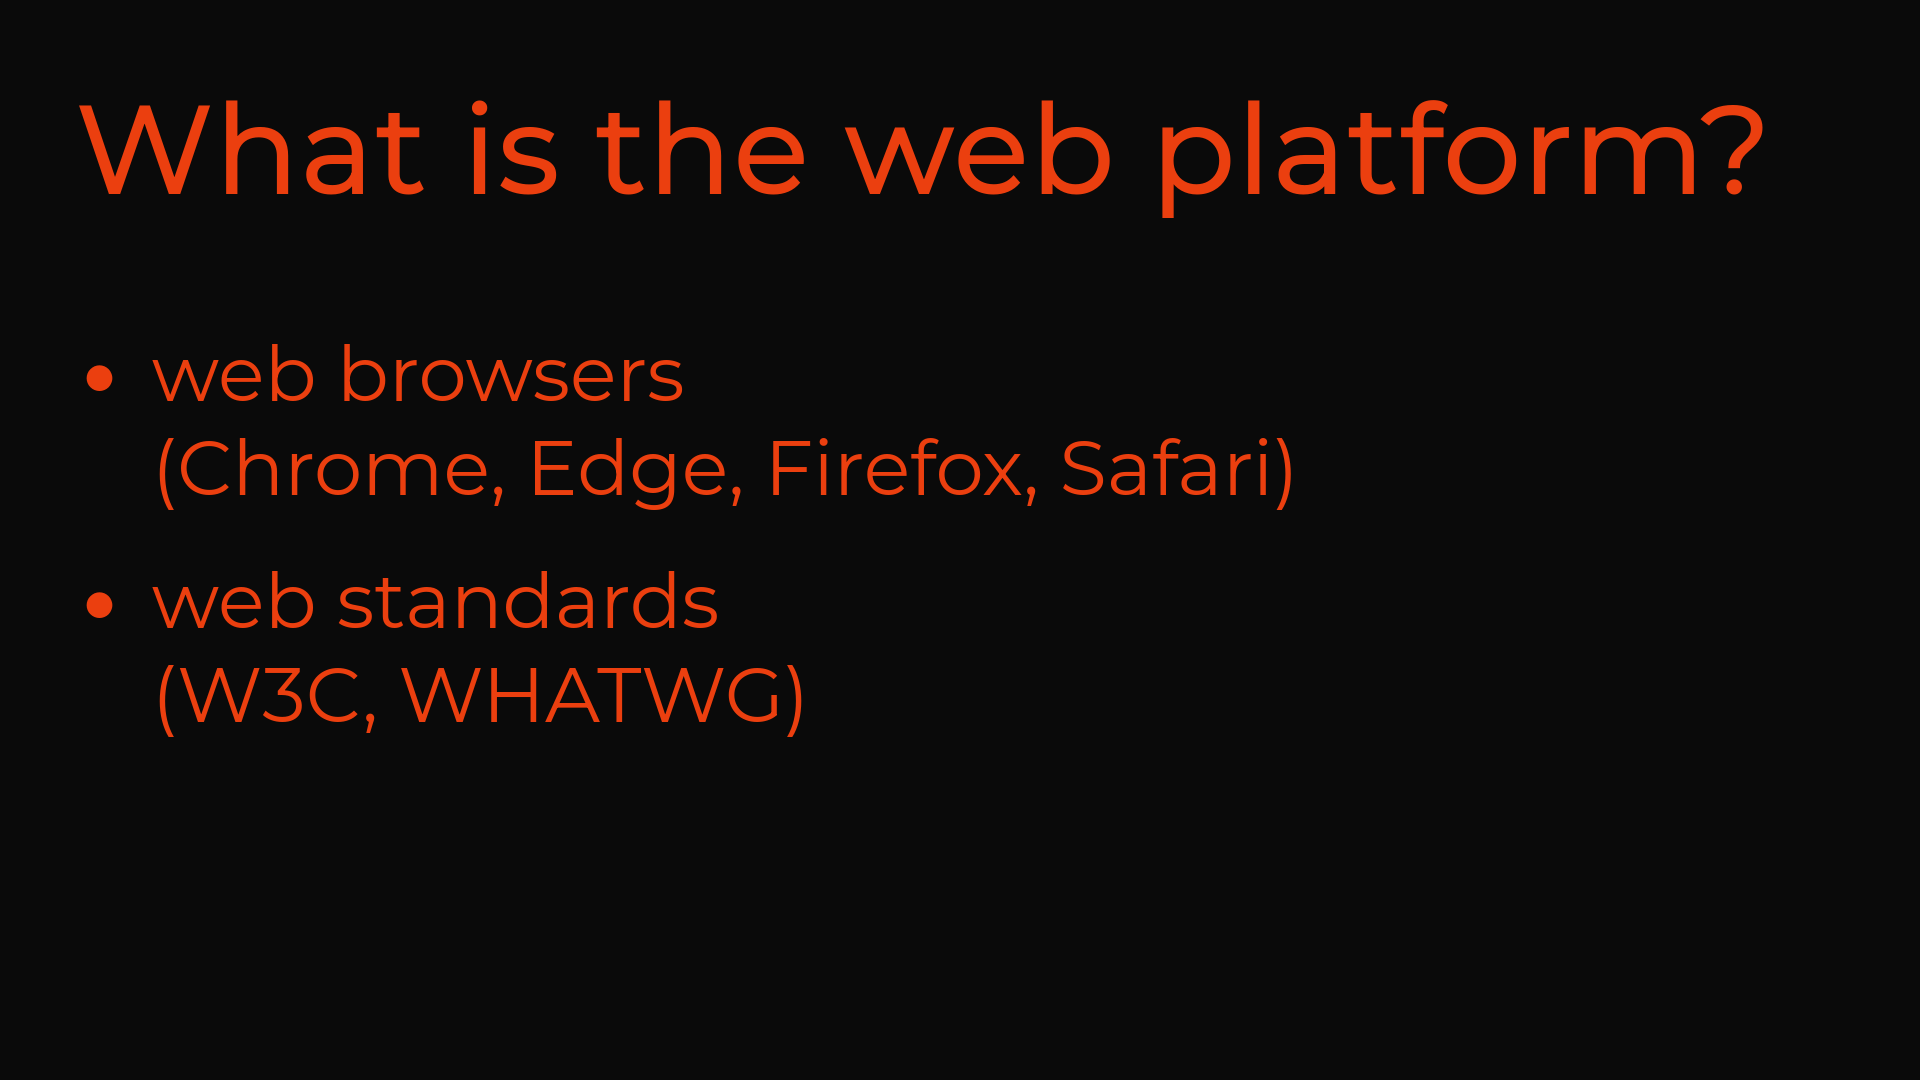 What is the web platform?
• web browsers
(Chrome, Edge, Firefox, Safari)
• web standards
(W3C, WHATWG)